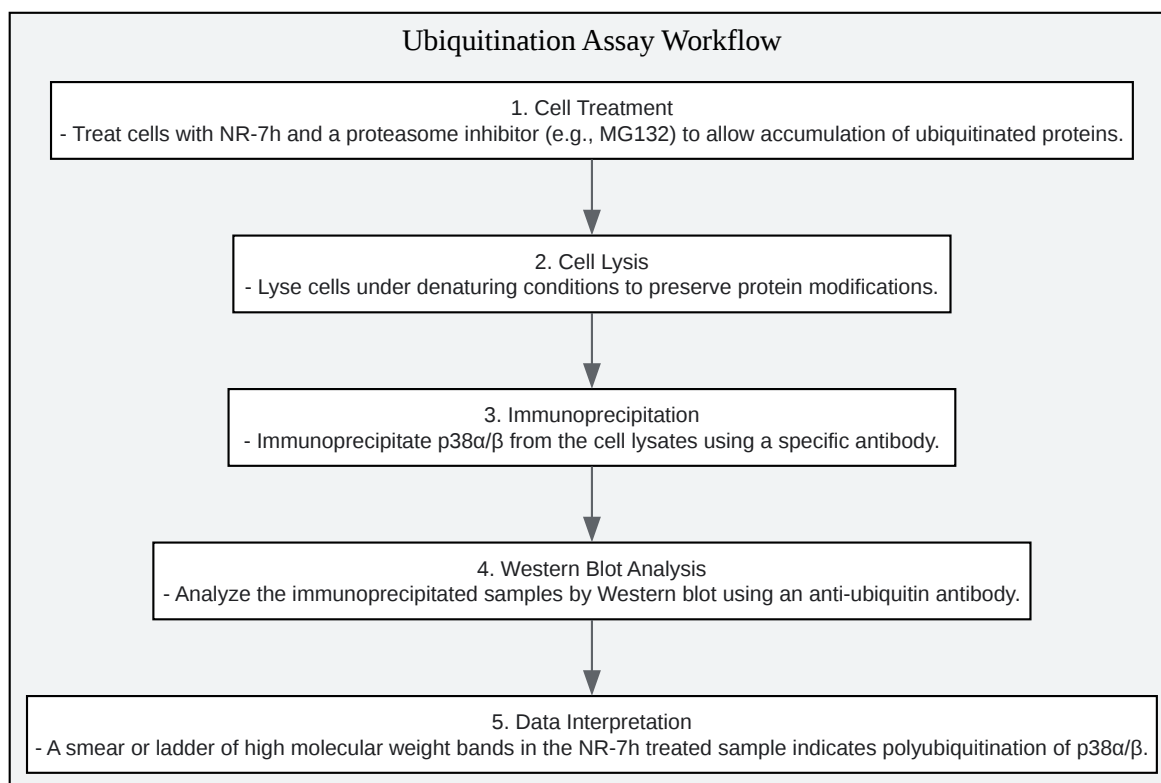 Ubiquitination Assay Workflow
1. Cell Treatment
- Treat cells with NR-7h and a proteasome inhibitor (e.g., MG132) to allow accumulation of ubiquitinated proteins.
2. Cell Lysis
- Lyse cells under denaturing conditions to preserve protein modifications.
3. Immunoprecipitation
- Immunoprecipitate p38α/β from the cell lysates using a specific antibody.
4. Western Blot Analysis
- Analyze the immunoprecipitated samples by Western blot using an anti-ubiquitin antibody.
5. Data Interpretation
- A smear or ladder of high molecular weight bands in the NR-7h treated sample indicates polyubiquitination of p38α/β.